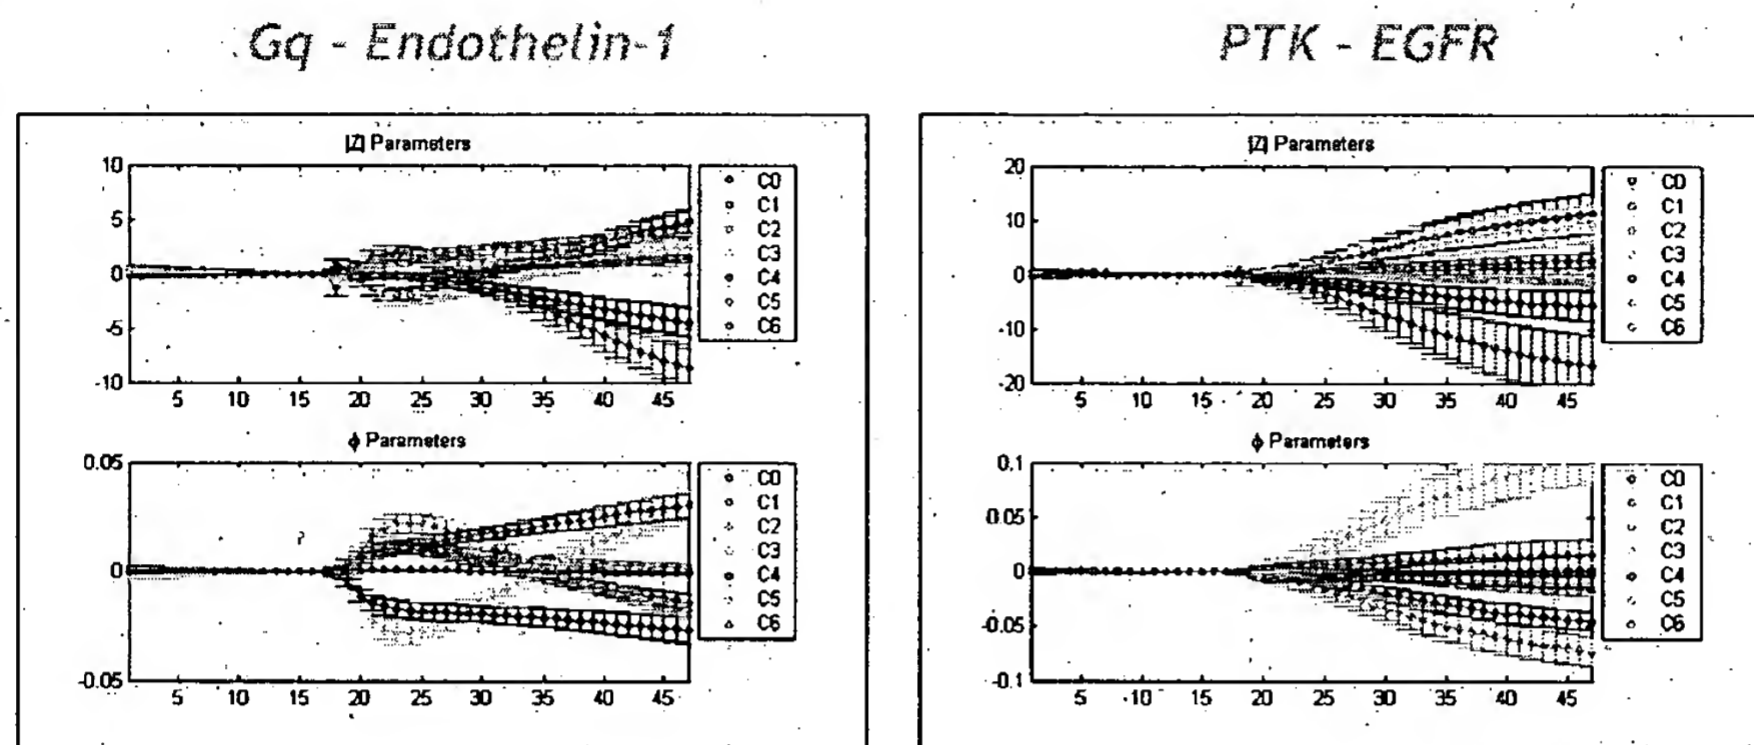 Gq - Endothelin-1
|Z| Parameters
10
5
0
-5
-10
5 10 15 20 25 30 35 40 45
C0
C1
C2
C3
C4
C5
C6
ϕ Parameters
0.05
0
-0.05
5 10 15 20 25 30 35 40 45
C0
C1
C2
C3
C4
C5
C6
PTK - EGFR
|Z| Parameters
20
10
0
-10
-20
5 10 15 20 25 30 35 40 45
C0
C1
C2
C3
C4
C5
C6
ϕ Parameters
0.1
0.05
0
-0.05
-0.1
5 10 15 20 25 30 35 40 45
C0
C1
C2
C3
C4
C5
C6